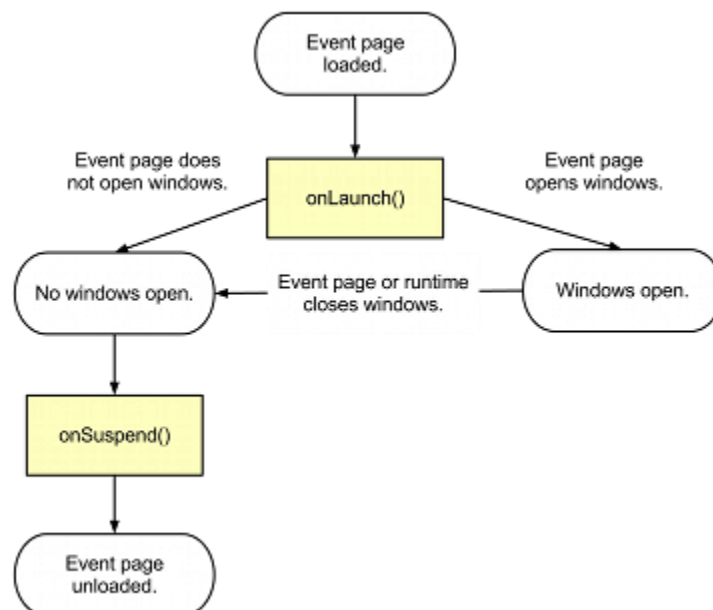 Event page
loaded.
Event page does
not open windows.
onLaunch()
Event page
opens windows.
No windows open.
Event page or runtime
closes windows.
Windows open.
onSuspend()
Event page
unloaded.